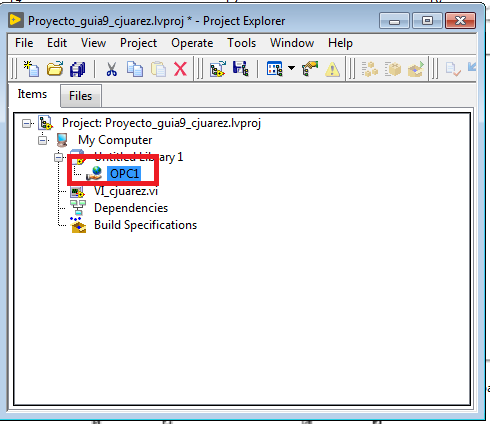 Proyecto_guia9_cjuarez.lvproj * - Project Explorer
File Edit View Project Operate Tools Window Help
Items Files
Project: Proyecto_guia9_cjuarez.lvproj
My Computer
Untitled Library 1
OPC1
VI_cjuarez.vi
Dependencies
Build Specifications